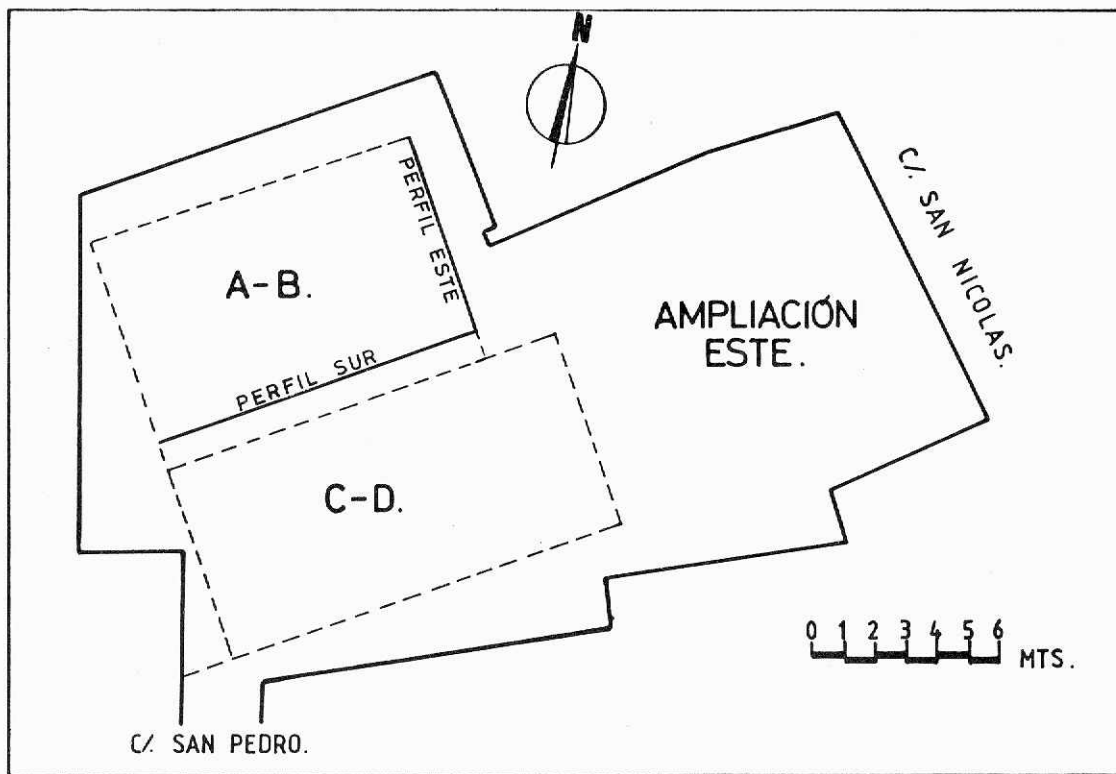 N
PERFIL ESTE
A-B.
C/. SAN NICOLAS.
AMPLIACIÓN
ESTE.
PERFIL SUR
C-D.
0 1 2 3 4 5 6
MTS.
C/. SAN PEDRO.